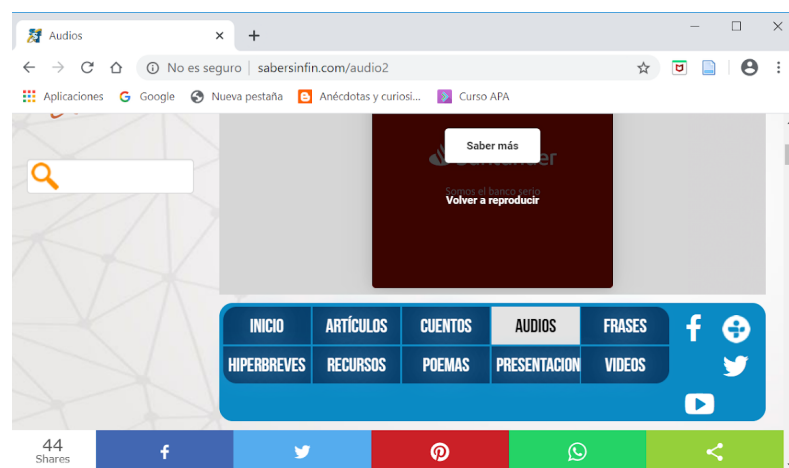 Audios
No es seguro | sabersinfin.com/audio2
Aplicaciones Google Nueva pestaña Anécdotas y curiosi... Curso APA
Saber más
Santander
Somos el banco serio
Volver a reproducir
INICIO ARTÍCULOS CUENTOS AUDIOS FRASES
HIPERBREVES RECURSOS POEMAS PRESENTACION VIDEOS
44
Shares